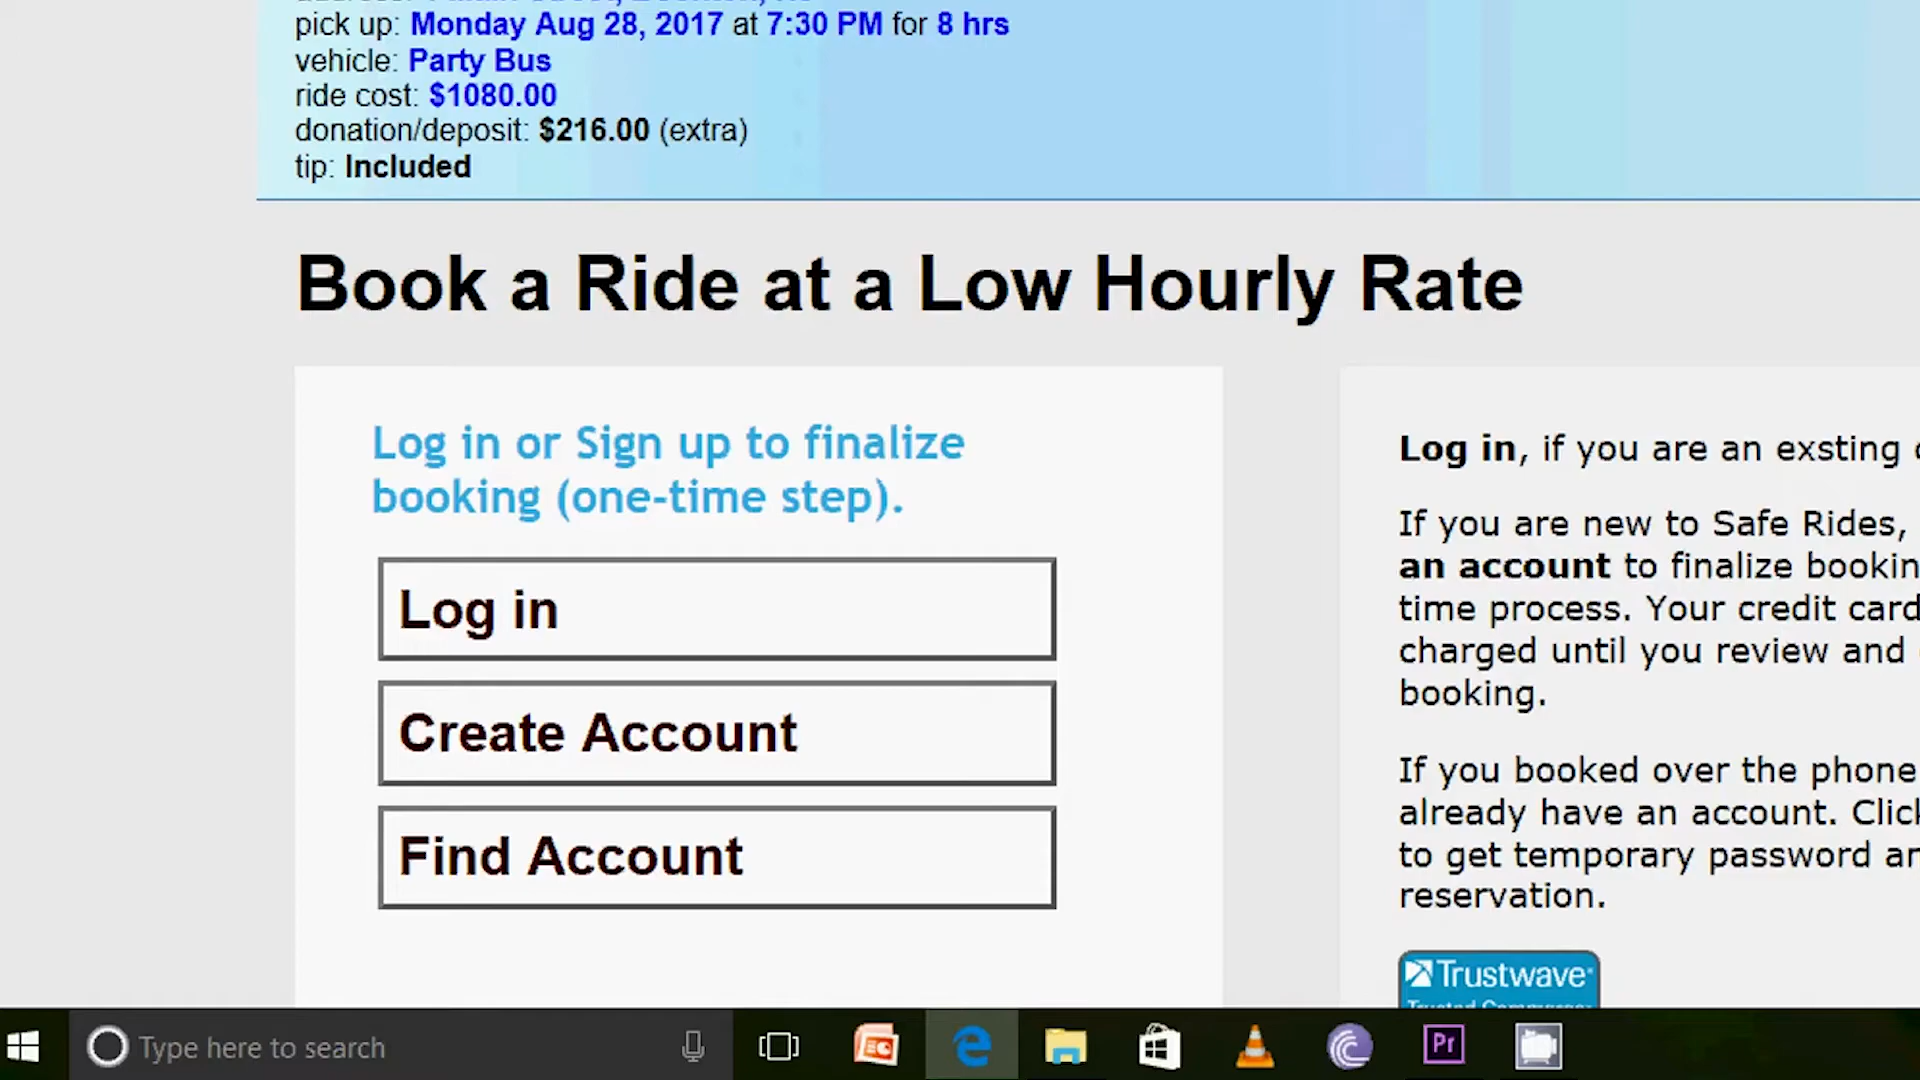 pick up: Monday Aug 28, 2017 at 7:30 PM for 8 hrs
vehicle: Party Bus
ride cost: $1080.00
donation/deposit: $216.00 (extra)
tip: Included
Book a Ride at a Low Hourly Rate
Log in or Sign up to finalize
booking (one-time step).
Log in
Create Account
Find Account
Log in, if you are an exsting
If you are new to Safe Rides,
an account to finalize bookin
time process. Your credit card
charged until you review and
booking.
If you booked over the phone
already have an account. Click
to get temporary password
reservation.
Trustwave
Type here to search
Pr